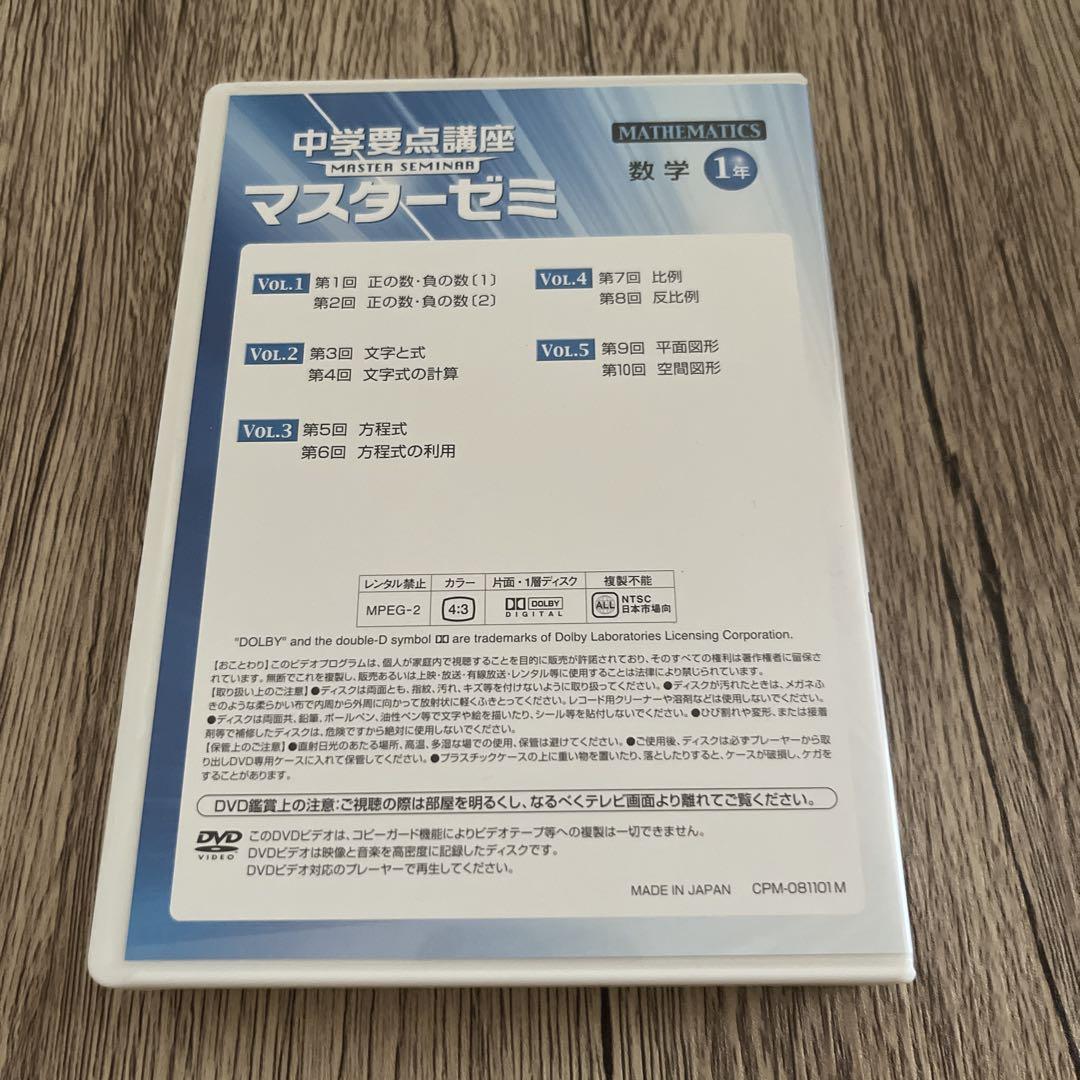 中学要点講座
MASTER SEMINAR
マスターゼミ
MATHEMATICS
数学 1年
VOL.1 第1回 正の数・負の数〔1〕
第2回 正の数・負の数〔2〕
VOL.2 第3回 文字と式
第4回 文字式の計算
VOL.3 第5回 方程式
第6回 方程式の利用
VOL.4 第7回 比例
第8回 反比例
VOL.5 第9回 平面図形
第10回 空間図形
レンタル禁止 カラー 片面・1層ディスク 複製不能
MPEG-2 4:3 DOLBY DIGITAL ALL NTSC 日本市場向
"DOLBY" and the double-D symbol are trademarks of Dolby Laboratories Licensing Corporation.
【おことわり】このビデオプログラムは、個人が家庭内で視聴することを目的に販売が許諾されており、そのすべての権利は著作権者に留保さ
れています。無断でこれを複製し、販売あるいは上映・放送・有線放送・レンタル等に使用することは法律により禁じられています。
【取り扱い上のご注意】●ディスクは両面とも、指紋、汚れ、キズ等を付けないように取り扱ってください。●ディスクが汚れたときは、メガネふ
きのような柔らかい布で内周から外周に向かって放射状に軽くふきとってください。レコード用クリーナーや溶剤などは使用しないでください。
●ディスクは両面共、鉛筆、ボールペン、油性ペン等で文字や絵を描いたり、シール等を貼付しないでください。●ひび割れや変形、または接着
剤等で補修したディスクは、危険ですから絶対に使用しないでください。
【保管上のご注意】●直射日光のあたる場所、高温、多湿な場での使用、保管は避けてください。●ご使用後、ディスクは必ずプレーヤーから取
り出しDVD専用ケースに入れて保管してください。●プラスチックケースの上に重い物を置いたり、落としたりすると、ケースが破損し、ケガを
することがあります。
DVD鑑賞上の注意:ご視聴の際は部屋を明るくし、なるべくテレビ画面より離れてご覧ください。
DVD VIDEO
このDVDビデオは、コピーガード機能によりビデオテープ等への複製は一切できません。
DVDビデオは映像と音楽を高密度に記録したディスクです。
DVDビデオ対応のプレーヤーで再生してください。
MADE IN JAPAN CPM-081101M